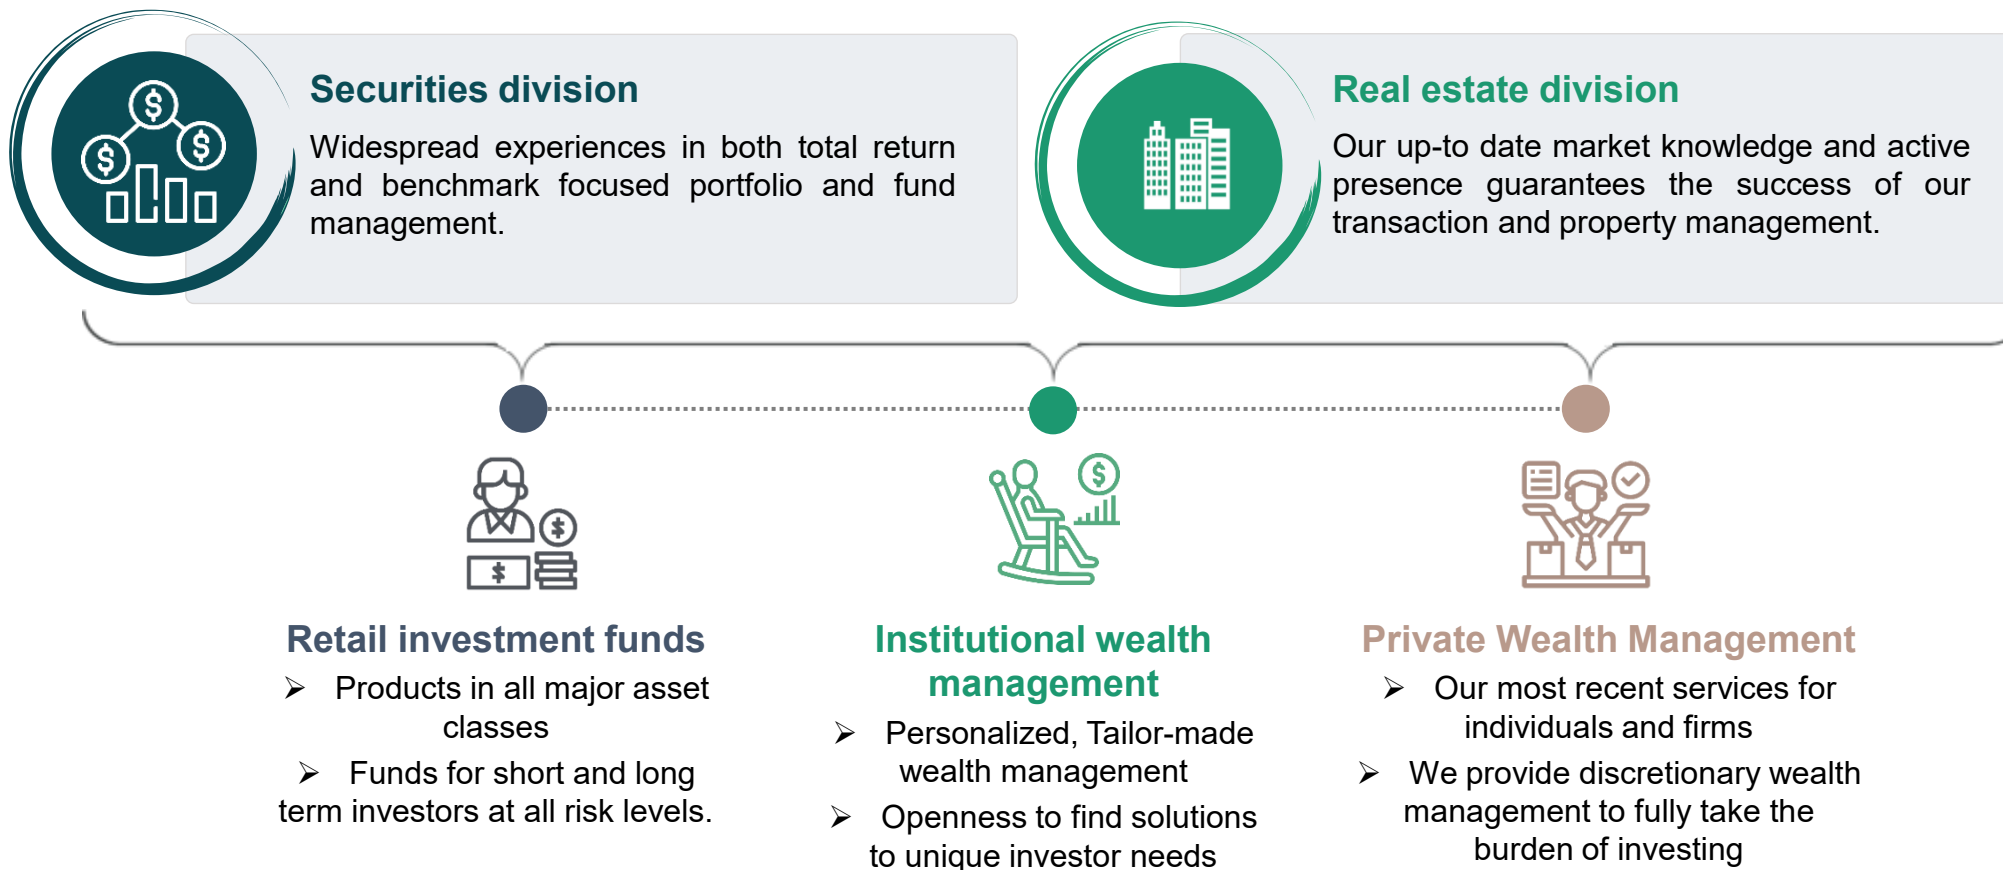 Securities division
Widespread experiences in both total return
and benchmark focused portfolio and fund
management.
Real estate division
Our up-to date market knowledge and active
presence guarantees the success of our
transaction and property management.
Retail investment funds
➢ Products in all major asset
classes
➢ Funds for short and long
term investors at all risk levels.
Institutional wealth
management
➢ Personalized, Tailor-made
wealth management
➢ Openness to find solutions
to unique investor needs
Private Wealth Management
➢ Our most recent services for
individuals and firms
➢ We provide discretionary wealth
management to fully take the
burden of investing